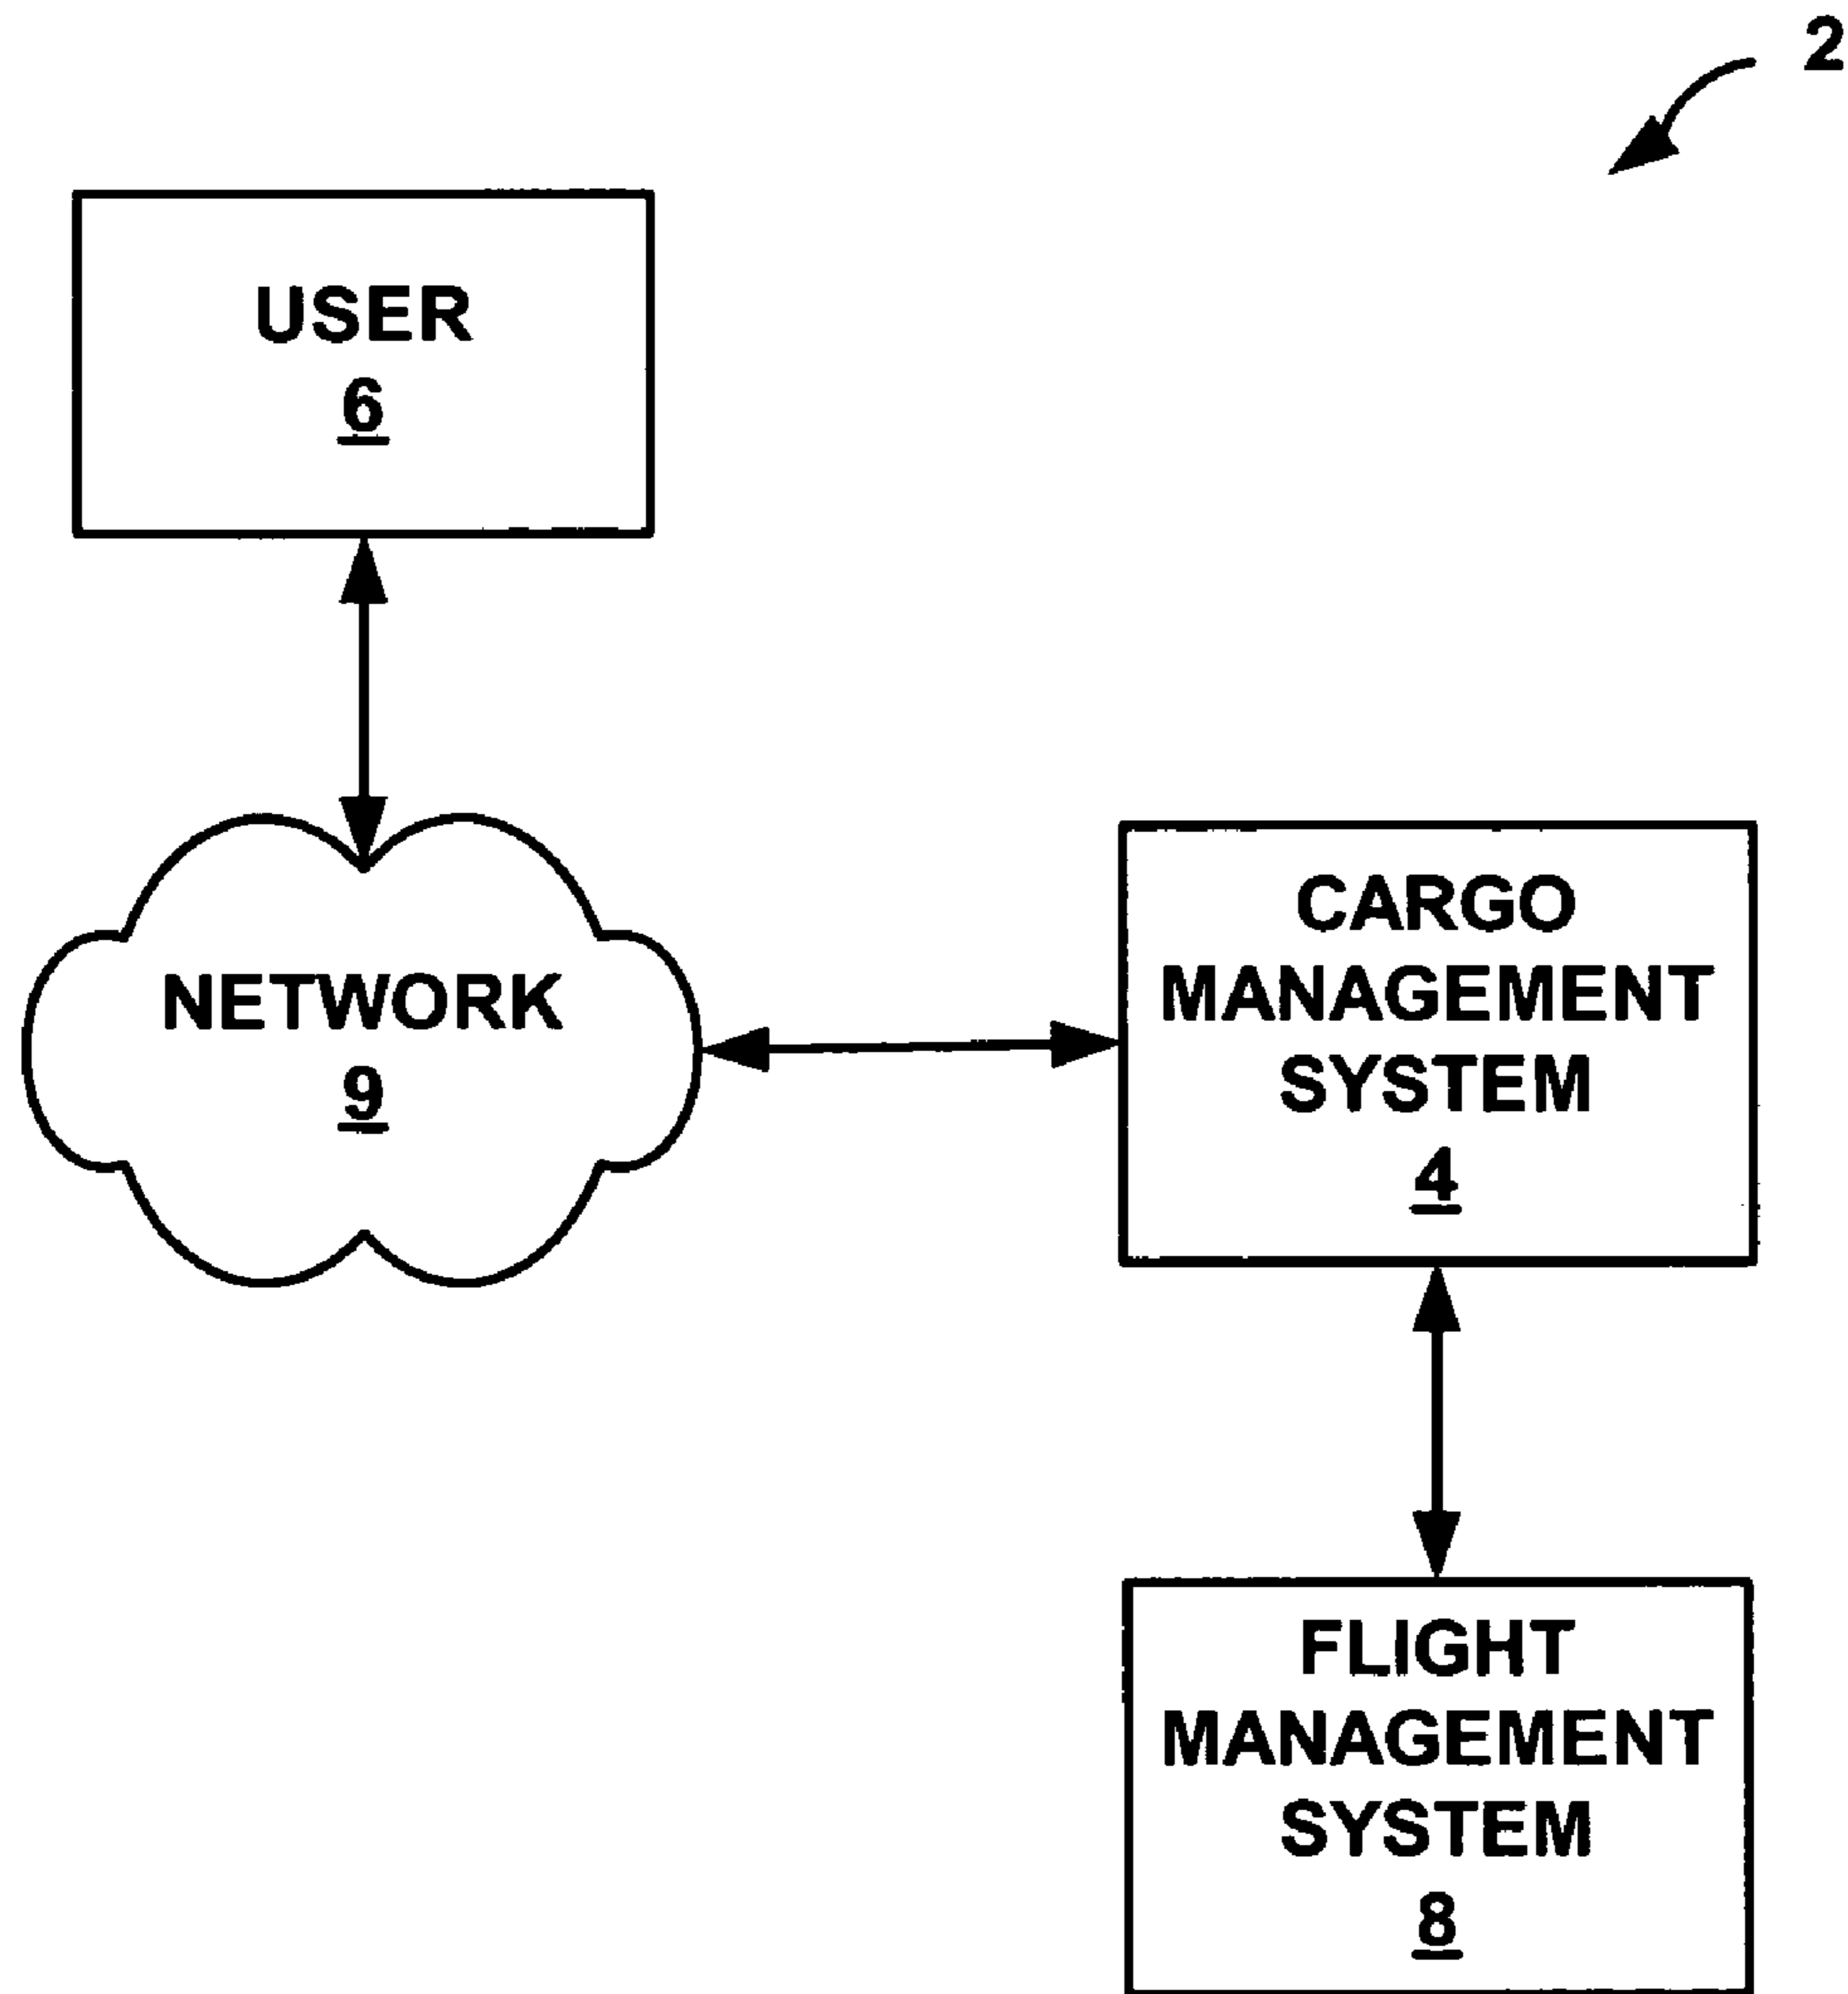 2
USER
6
NETWORK
9
CARGO
MANAGEMENT
SYSTEM
4
FLIGHT
MANAGEMENT
SYSTEM
8